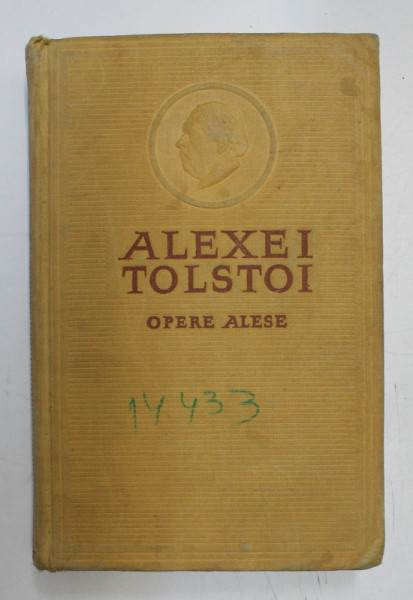 ALEXEI
TOLSTOI
OPERE ALESE
14433